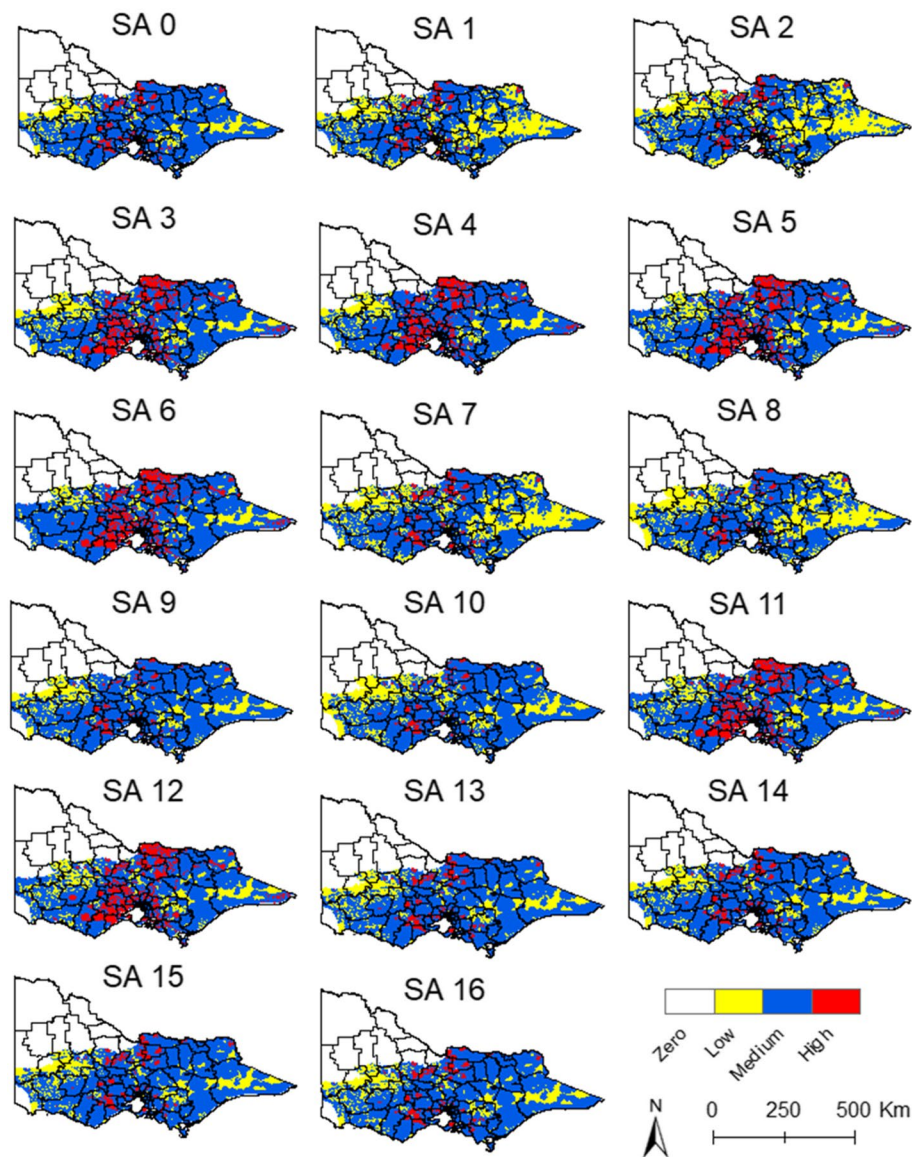 SA 0 SA 1 SA 2
SA 3 SA 4 SA 5
SA 6 SA 7 SA 8
SA 9 SA 10 SA 11
SA 12 SA 13 SA 14
SA 15 SA 16
Zero Low Medium High
N 0 250 500 Km